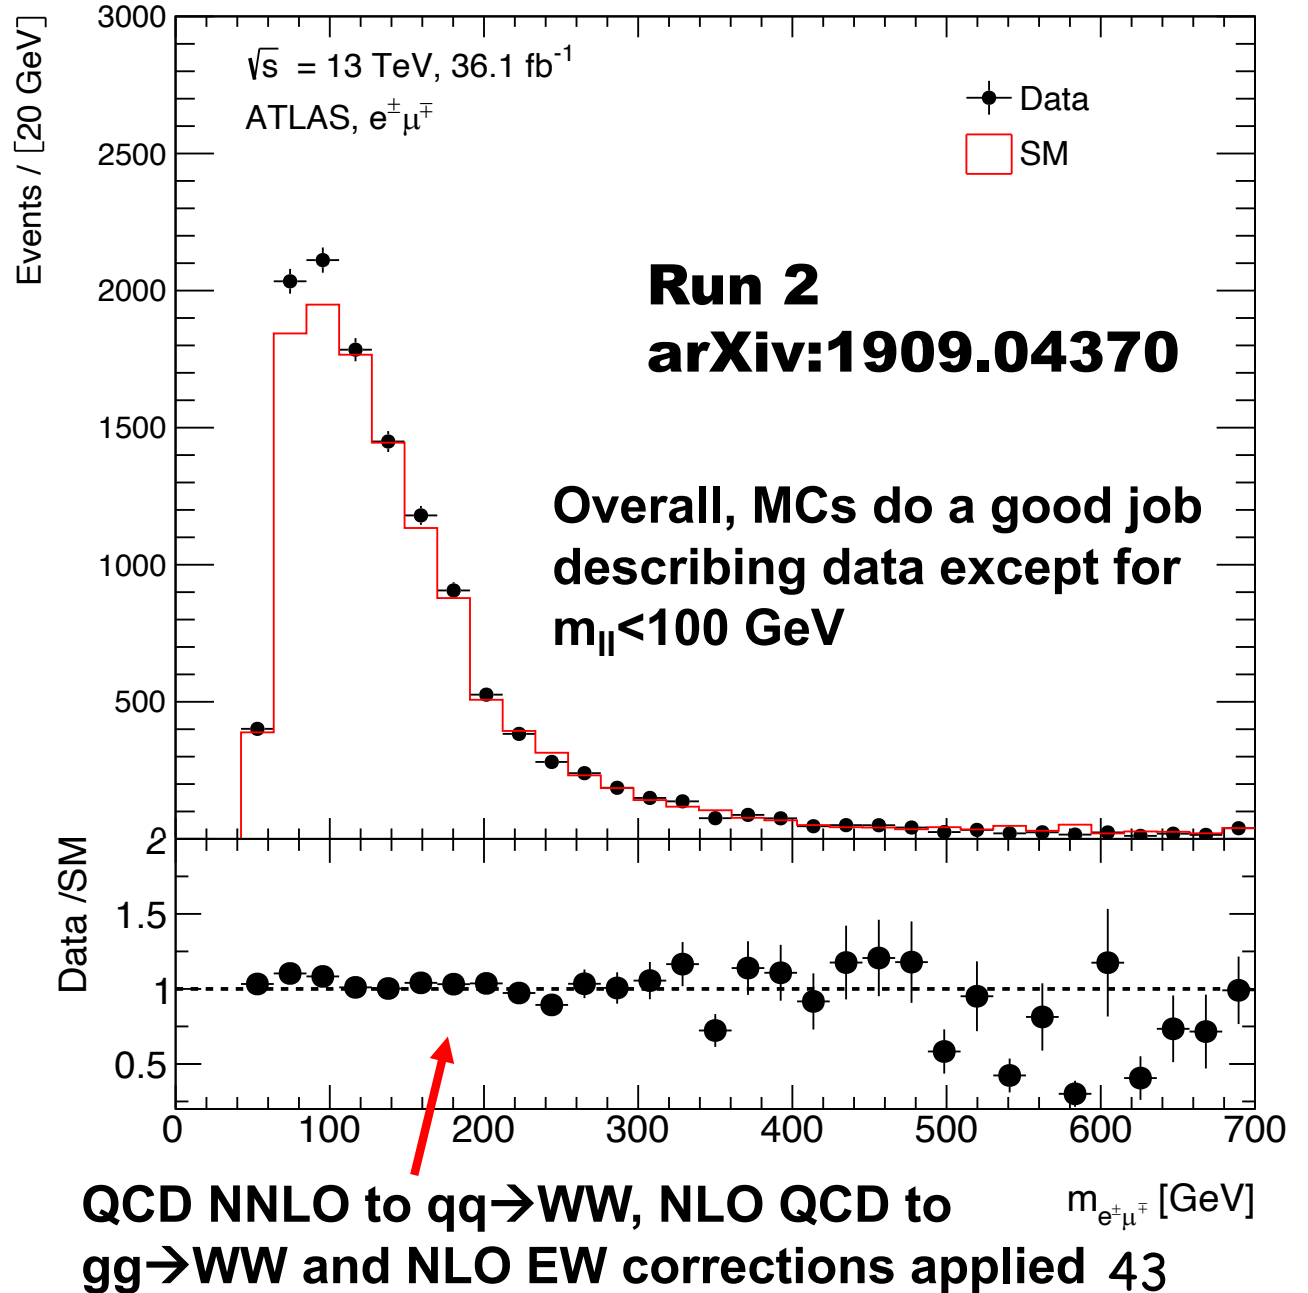 3000
2500
2000
1500
1000
500
Events / [20 GeV]
√s = 13 TeV, 36.1 fb⁻¹
ATLAS, e±μ∓
Data
SM
Run 2
arXiv:1909.04370
Overall, MCs do a good job
describing data except for
mll<100 GeV
2
1.5
1
0.5
Data /SM
0 100 200 300 400 500 600 700
m e±μ∓ [GeV]
QCD NNLO to qq→WW, NLO QCD to
gg→WW and NLO EW corrections applied
43